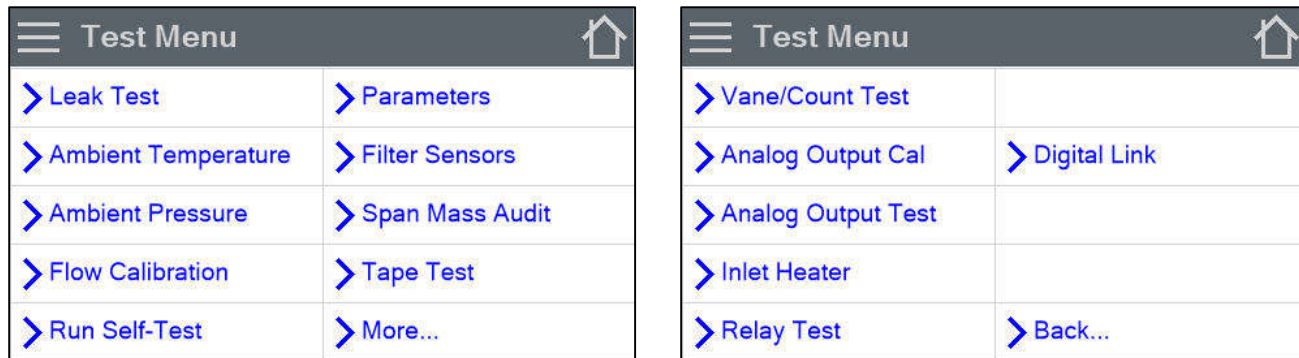 Test Menu
Leak Test
Parameters
Ambient Temperature
Filter Sensors
Ambient Pressure
Span Mass Audit
Flow Calibration
Tape Test
Run Self-Test
More...
Test Menu
Vane/Count Test
Analog Output Cal
Digital Link
Analog Output Test
Inlet Heater
Relay Test
Back...